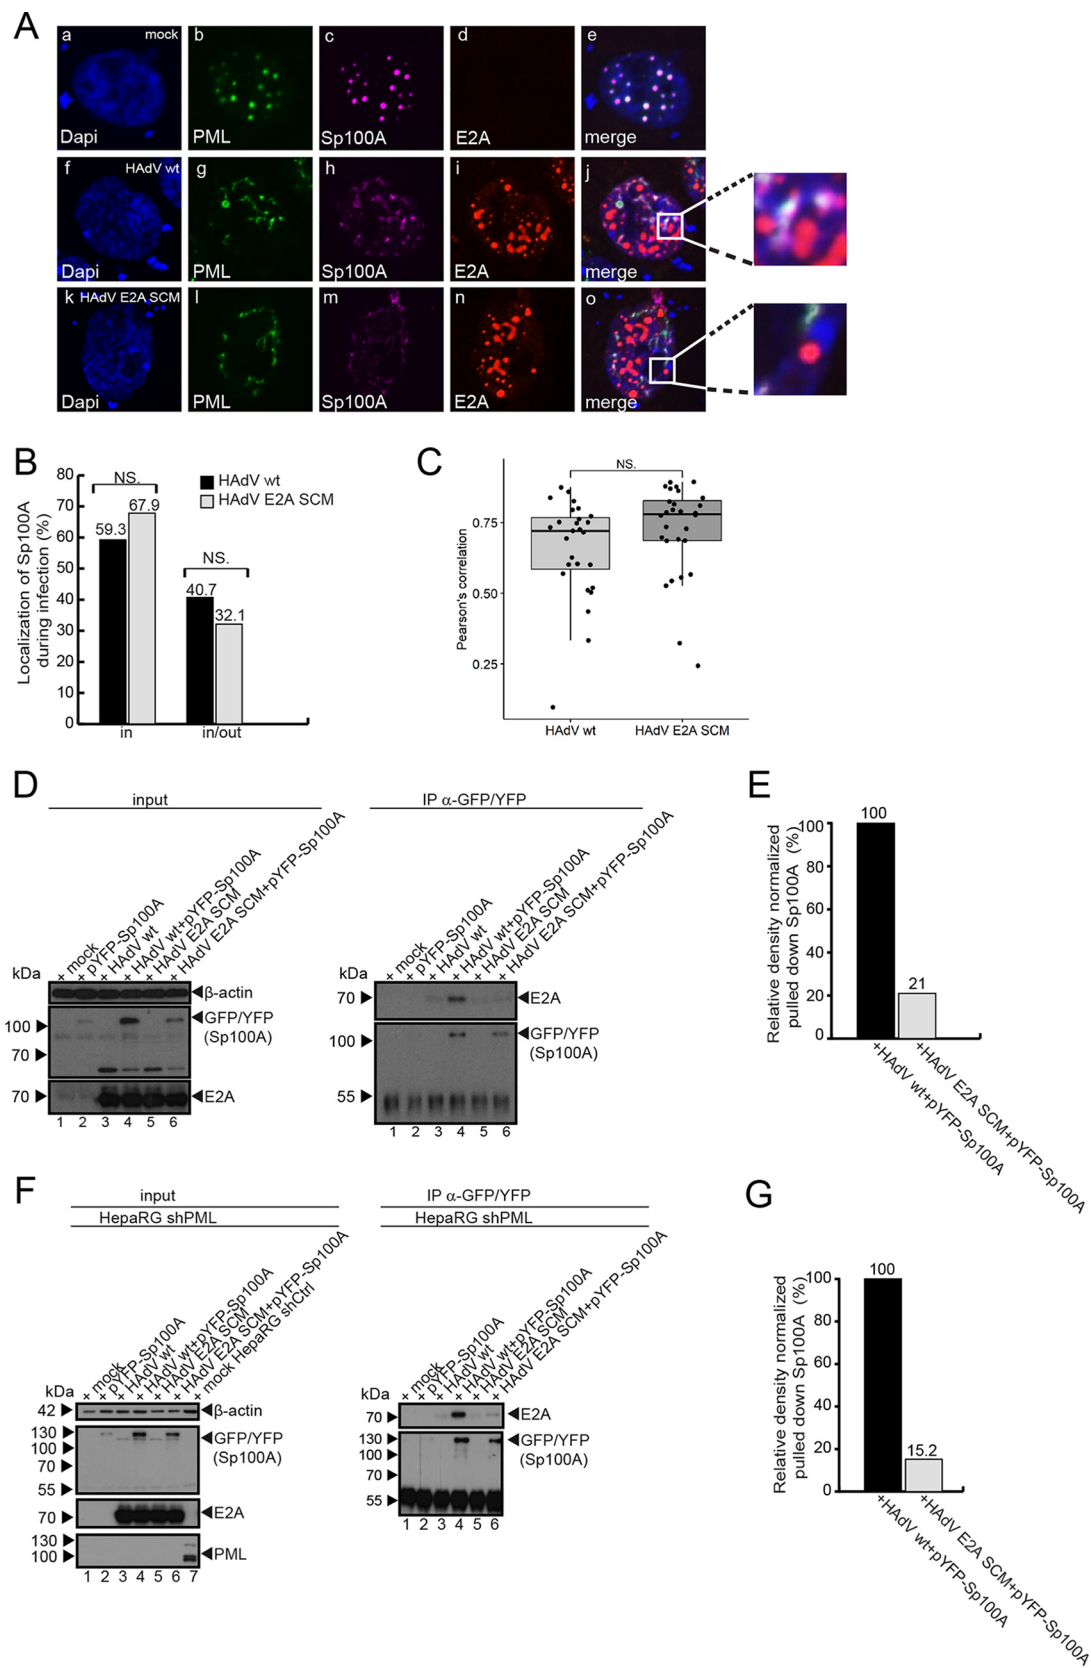 A
a mock
Dapi
b
PML
c
Sp100A
d
E2A
e
merge
f HAdV wt
Dapi
g
PML
h
Sp100A
i
E2A
j
merge
k HAdV E2A SCM
Dapi
l
PML
m
Sp100A
n
E2A
o
merge
B
Localization of Sp100A
during infection (%)
80
70
60
50
40
30
20
10
0
NS.
59.3
67.9
NS.
40.7
32.1
in
in/out
HAdV wt
HAdV E2A SCM
C
Pearson's correlation
0.75
0.50
0.25
NS.
HAdV wt
HAdV E2A SCM
D
input
+ mock
+ pYFP-Sp100A
+ HAdV wt
+ HAdV wt+pYFP-Sp100A
+ HAdV E2A SCM
+ HAdV E2A SCM+pYFP-Sp100A
kDa
β-actin
100
GFP/YFP
(Sp100A)
70
70
E2A
1 2 3 4 5 6
IP α-GFP/YFP
+ mock
+ pYFP-Sp100A
+ HAdV wt
+ HAdV wt+pYFP-Sp100A
+ HAdV E2A SCM
+ HAdV E2A SCM+pYFP-Sp100A
kDa
70
E2A
100
GFP/YFP
(Sp100A)
55
1 2 3 4 5 6
E
Relative density normalized
pulled down Sp100A (%)
100
80
60
40
20
0
100
21
+HAdV wt+pYFP-Sp100A
+HAdV E2A SCM+pYFP-Sp100A
F
input
HepaRG shPML
+ mock
+ pYFP-Sp100A
+ HAdV wt
+ HAdV wt+pYFP-Sp100A
+ HAdV E2A SCM
+ HAdV E2A SCM+pYFP-Sp100A
+ mock HepaRG shCtrl
kDa
42
β-actin
130
GFP/YFP
100
(Sp100A)
70
55
70
E2A
130
100
PML
1 2 3 4 5 6 7
IP α-GFP/YFP
HepaRG shPML
+ mock
+ pYFP-Sp100A
+ HAdV wt
+ HAdV wt+pYFP-Sp100A
+ HAdV E2A SCM
+ HAdV E2A SCM+pYFP-Sp100A
kDa
70
E2A
130
GFP/YFP
100
(Sp100A)
70
55
1 2 3 4 5 6
G
Relative density normalized
pulled down Sp100A (%)
100
80
60
40
20
0
100
15.2
+HAdV wt+pYFP-Sp100A
+HAdV E2A SCM+pYFP-Sp100A